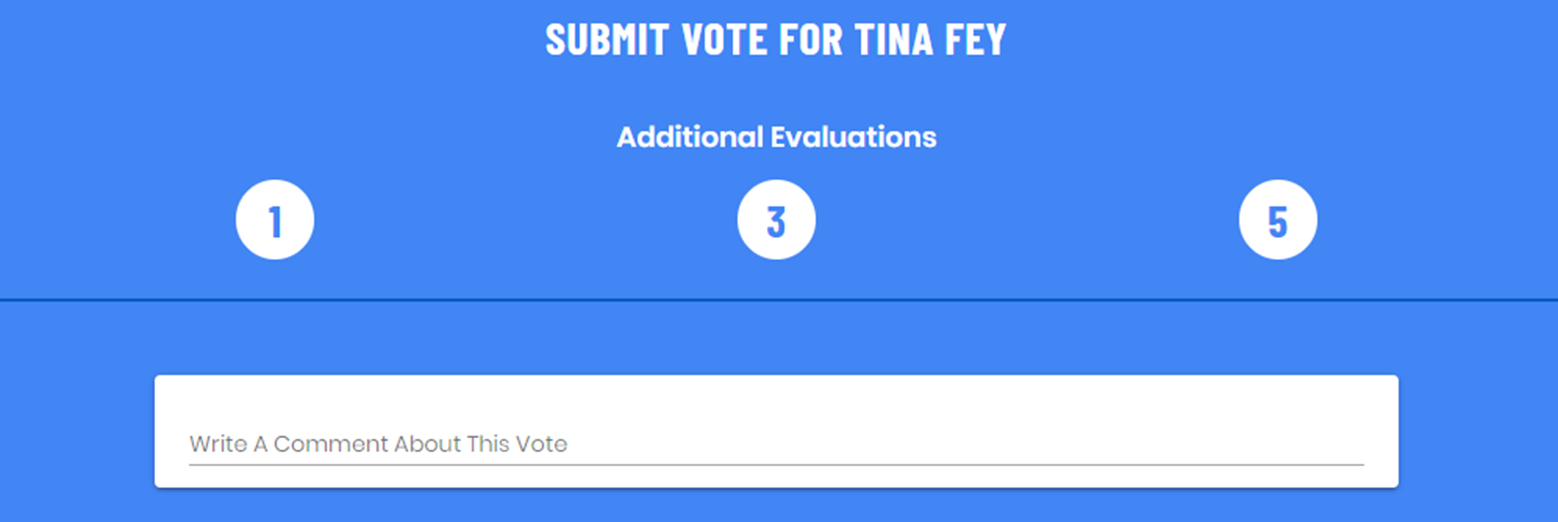 SUBMIT VOTE FOR TINA FEY
Additional Evaluations
1 3 5
Write A Comment About This Vote